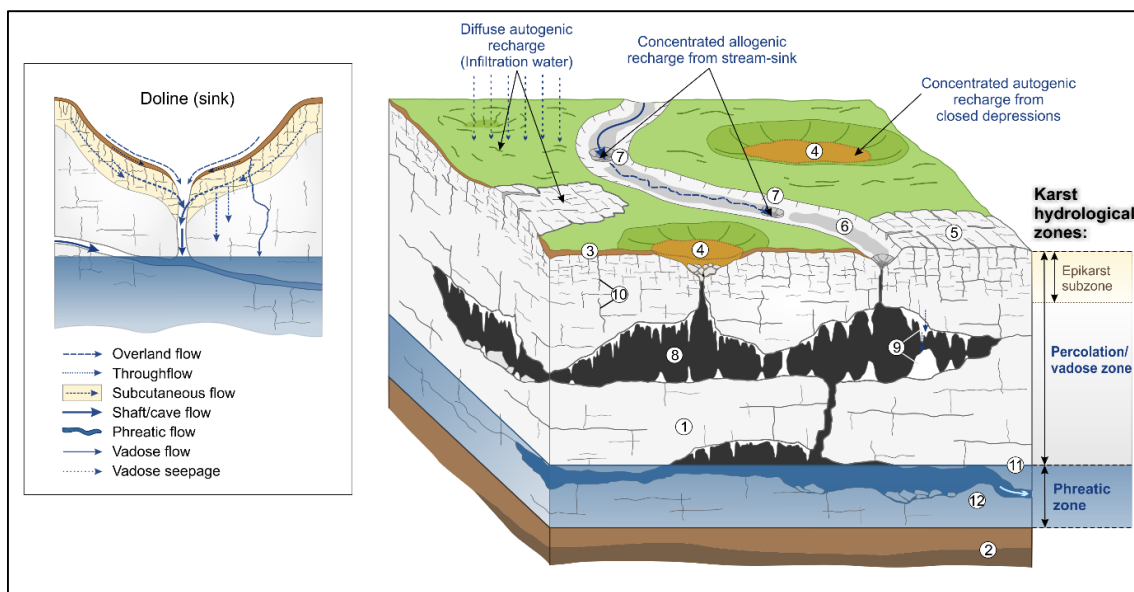 Diffuse autogenic
recharge
(Infiltration water)
Concentrated allogenic
recharge from stream-sink
Concentrated autogenic
recharge from
closed depressions
Doline (sink)
Overland flow
Throughflow
Subcutaneous flow
Shaft/cave flow
Phreatic flow
Vadose flow
Vadose seepage
7
4
7
6
5
3
4
10
8
9
1
11
12
2
Karst
hydrological
zones:
Epikarst
subzone
Percolation/
vadose zone
Phreatic
zone